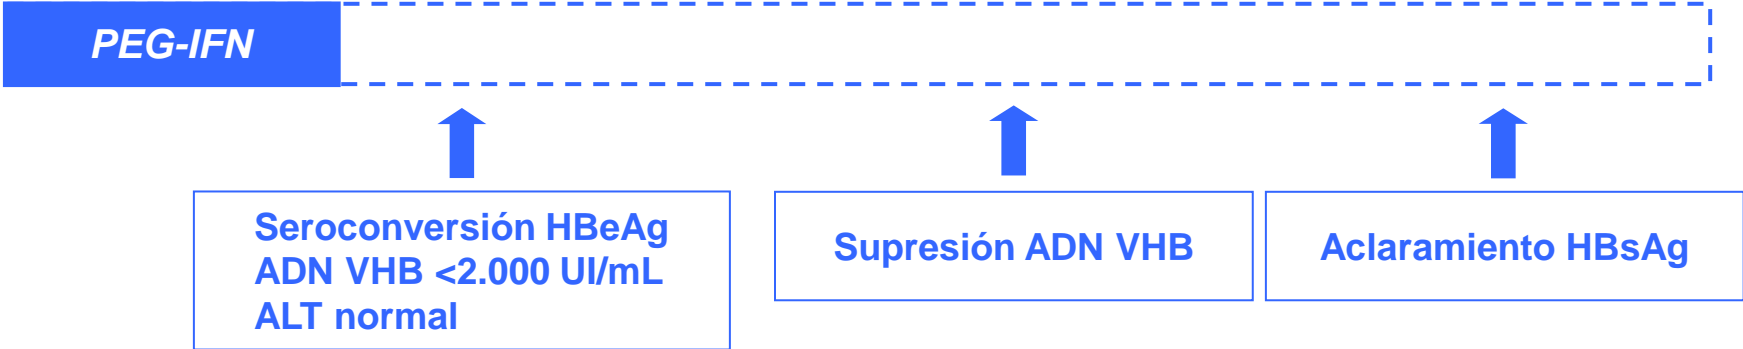 PEG-IFN
Seroconversión HBeAg
ADN VHB <2.000 UI/mL
ALT normal
Supresión ADN VHB
Aclaramiento HBsAg